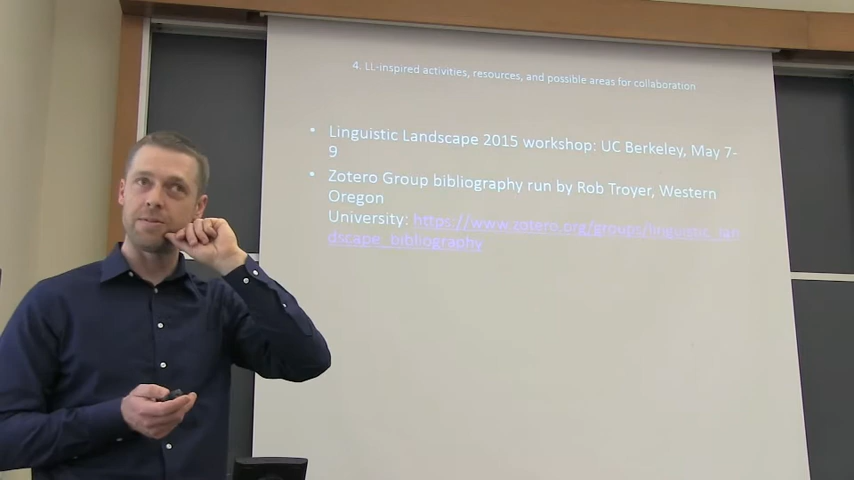 4. LL-inspired activities, resources, and possible areas for collaboration
• Linguistic Landscape 2015 workshop: UC Berkeley, May 7-
9
• Zotero Group bibliography run by Rob Troyer, Western
Oregon
University: https://www.zotero.org/groups/linguistic_lan
dscape_bibliography